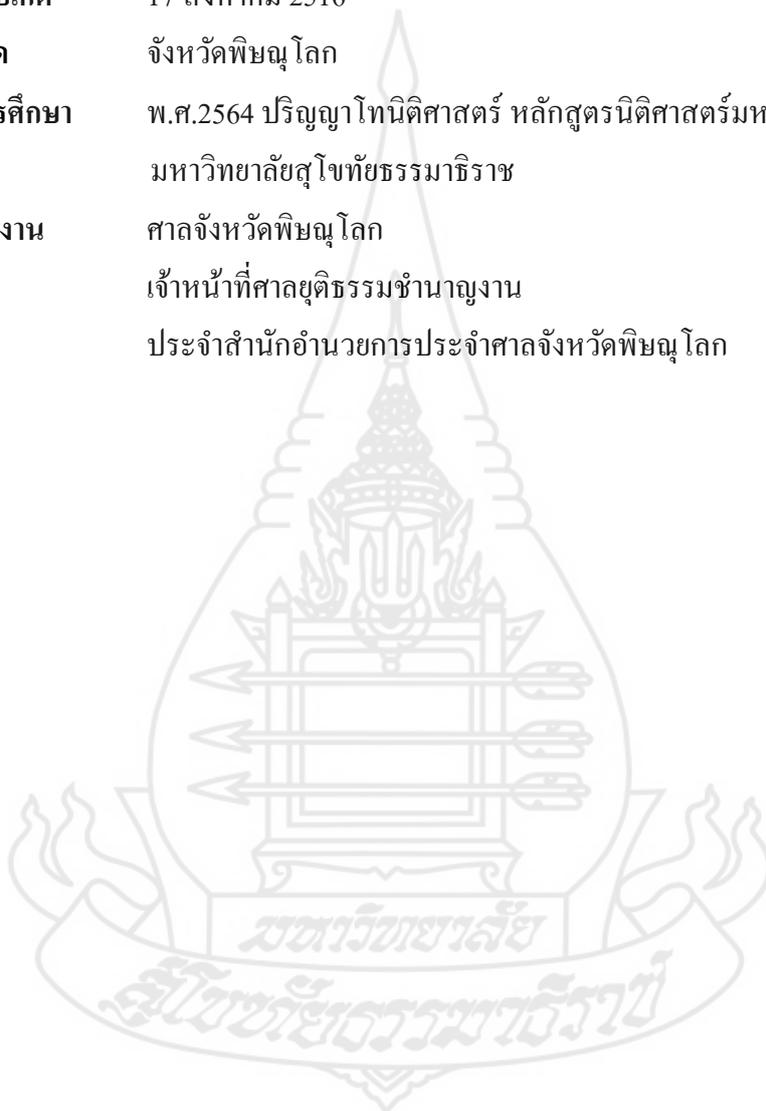 จังหวัดพิษณุโลก
รศึกษา พ.ศ.2564 ปริญญาโทนิติศาสตร์ หลักสูตรนิติศาสตร์มห
มหาวิทยาลัยสุโขทัยธรรมาธิราช
งาน ศาลจังหวัดพิษณุโลก
เจ้าหน้าที่ศาลยุติธรรมชำนาญงาน
ประจำสำนักอำนวยการประจำศาลจังหวัดพิษณุโลก
มหาวิทยาลัย
สุโขทัยธรรมาธิราช